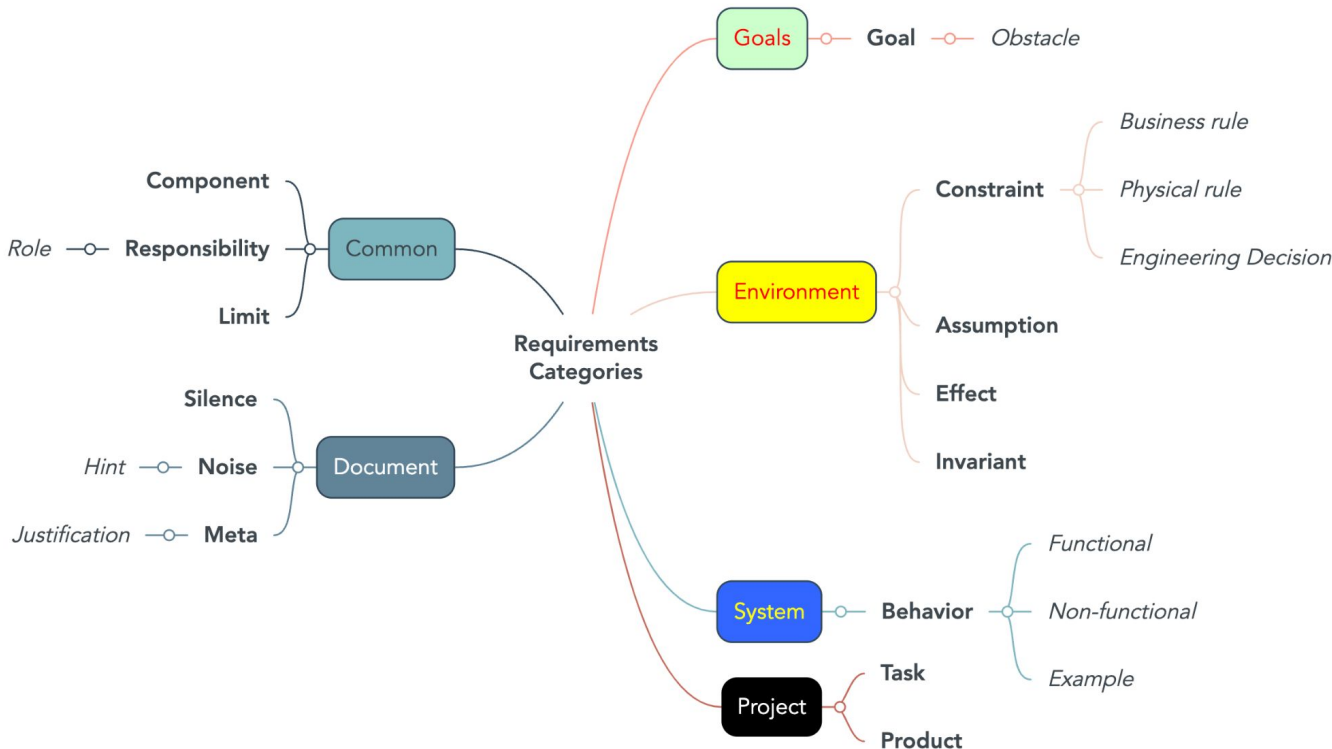 Goals
Goal
Obstacle
Business rule
Constraint
Physical rule
Engineering Decision
Environment
Assumption
Effect
Invariant
Component
Role
Responsibility
Common
Limit
Requirements
Categories
Silence
Hint
Noise
Document
Justification
Meta
Functional
System
Behavior
Non-functional
Example
Task
Project
Product